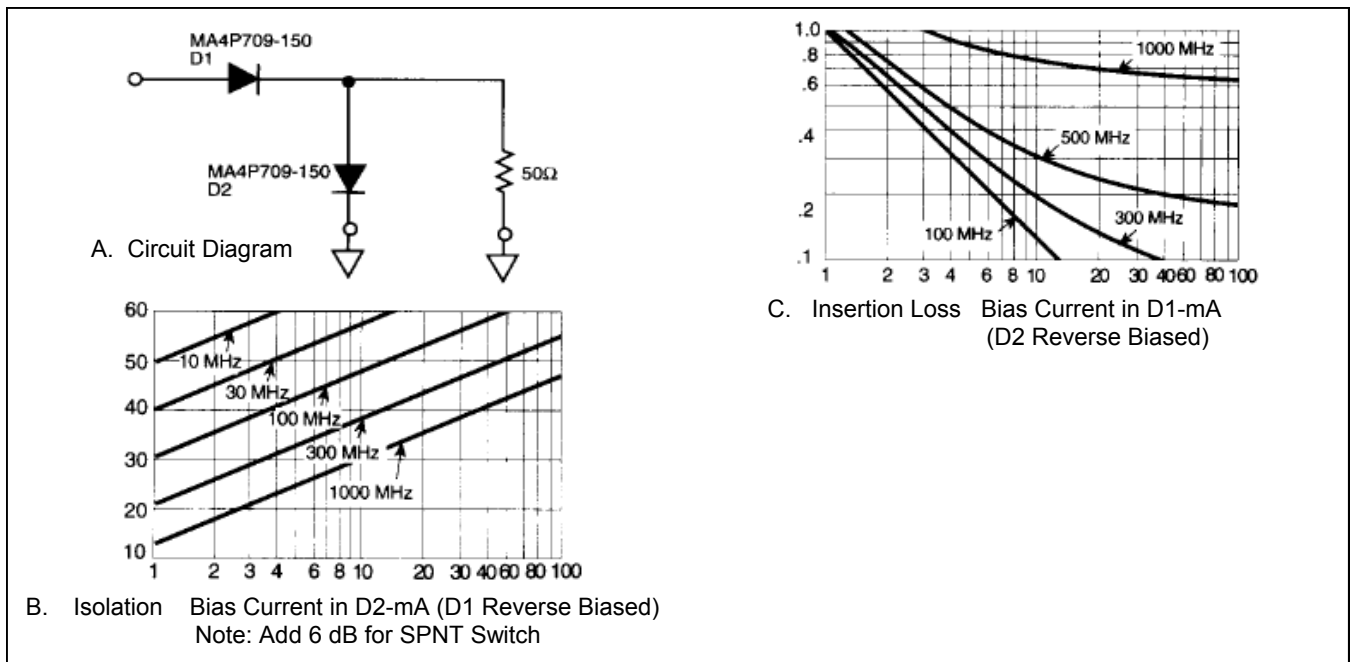 MA4P709-150
D1
MA4P709-150
D2
50Ω
A. Circuit Diagram
60
50
40
30
20
10
10 MHz
30 MHz
100 MHz
300 MHz
1000 MHz
1 2 3 4 6 8 10 20 30 40 60 80 100
B. Isolation Bias Current in D2-mA (D1 Reverse Biased)
Note: Add 6 dB for SPNT Switch
1.0
.8
.6
.4
.2
.1
1000 MHz
500 MHz
300 MHz
100 MHz
1 2 3 4 6 8 10 20 30 40 60 80 100
C. Insertion Loss Bias Current in D1-mA
(D2 Reverse Biased)